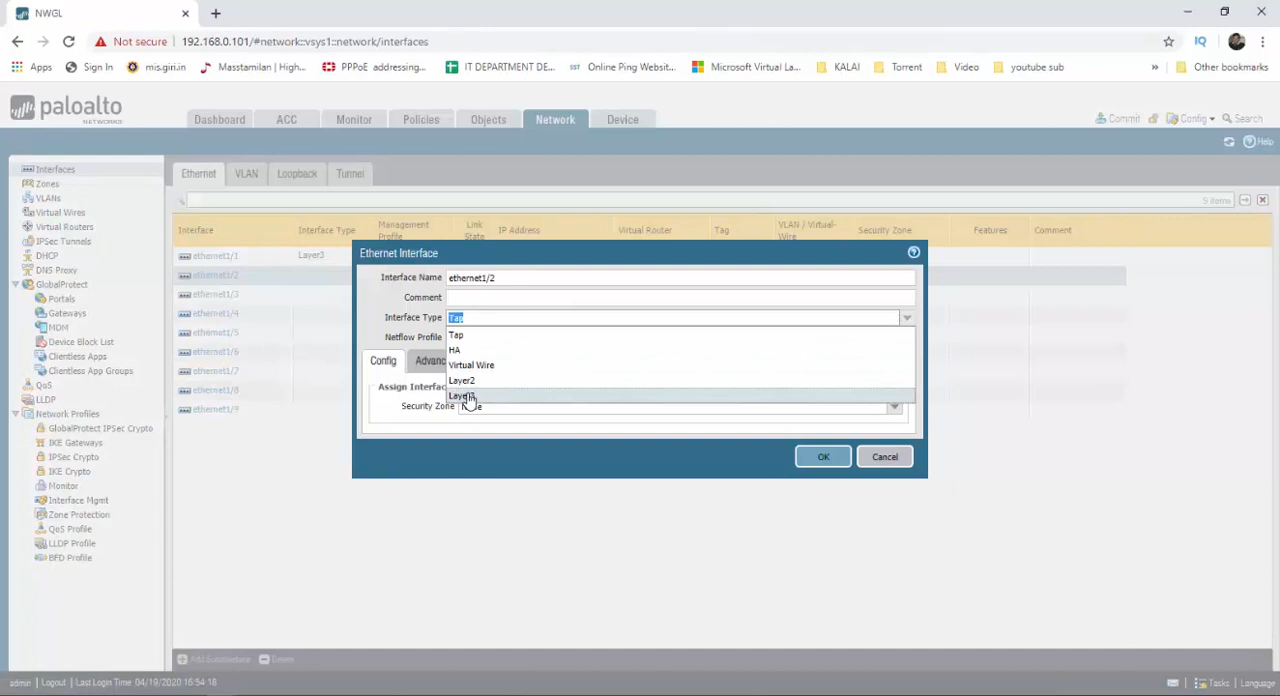 NWGL
Not secure 192.168.0.101/#network::vsys1::network/interfaces
IQ
Apps Sign In mis.giri.in Masstamilan | High... PPPoE addressing... IT DEPARTMENT DE... SST Online Ping Websit... Microsoft Virtual La... KALAI Torrent Video youtube sub » Other bookmarks
paloalto
NETWORKS
Dashboard ACC Monitor Policies Objects Network Device
Commit Config Search
Help
Interfaces
Zones
VLANs
Virtual Wires
Virtual Routers
IPSec Tunnels
DHCP
DNS Proxy
GlobalProtect
Portals
Gateways
MDM
Device Block List
Clientless Apps
Clientless App Groups
QoS
LLDP
Network Profiles
GlobalProtect IPSec Crypto
IKE Gateways
IPSec Crypto
IKE Crypto
Monitor
Interface Mgmt
Zone Protection
QoS Profile
LLDP Profile
BFD Profile
Ethernet VLAN Loopback Tunnel
9 items
Interface Interface Type Management Profile Link State IP Address Virtual Router Tag VLAN / Virtual-Wire Security Zone Features Comment
ethernet1/1 Layer3
ethernet1/2
ethernet1/3
ethernet1/4
ethernet1/5
ethernet1/6
ethernet1/7
ethernet1/8
ethernet1/9
Ethernet Interface
Interface Name ethernet1/2
Comment
Interface Type Tap
Netflow Profile
Tap
HA
Virtual Wire
Layer2
Config
Assign Interfac
Security Zone
OK Cancel
Add Subinterface Delete
admin | Logout | Last Login Time: 04/19/2020 16:54:18
Tasks | Language